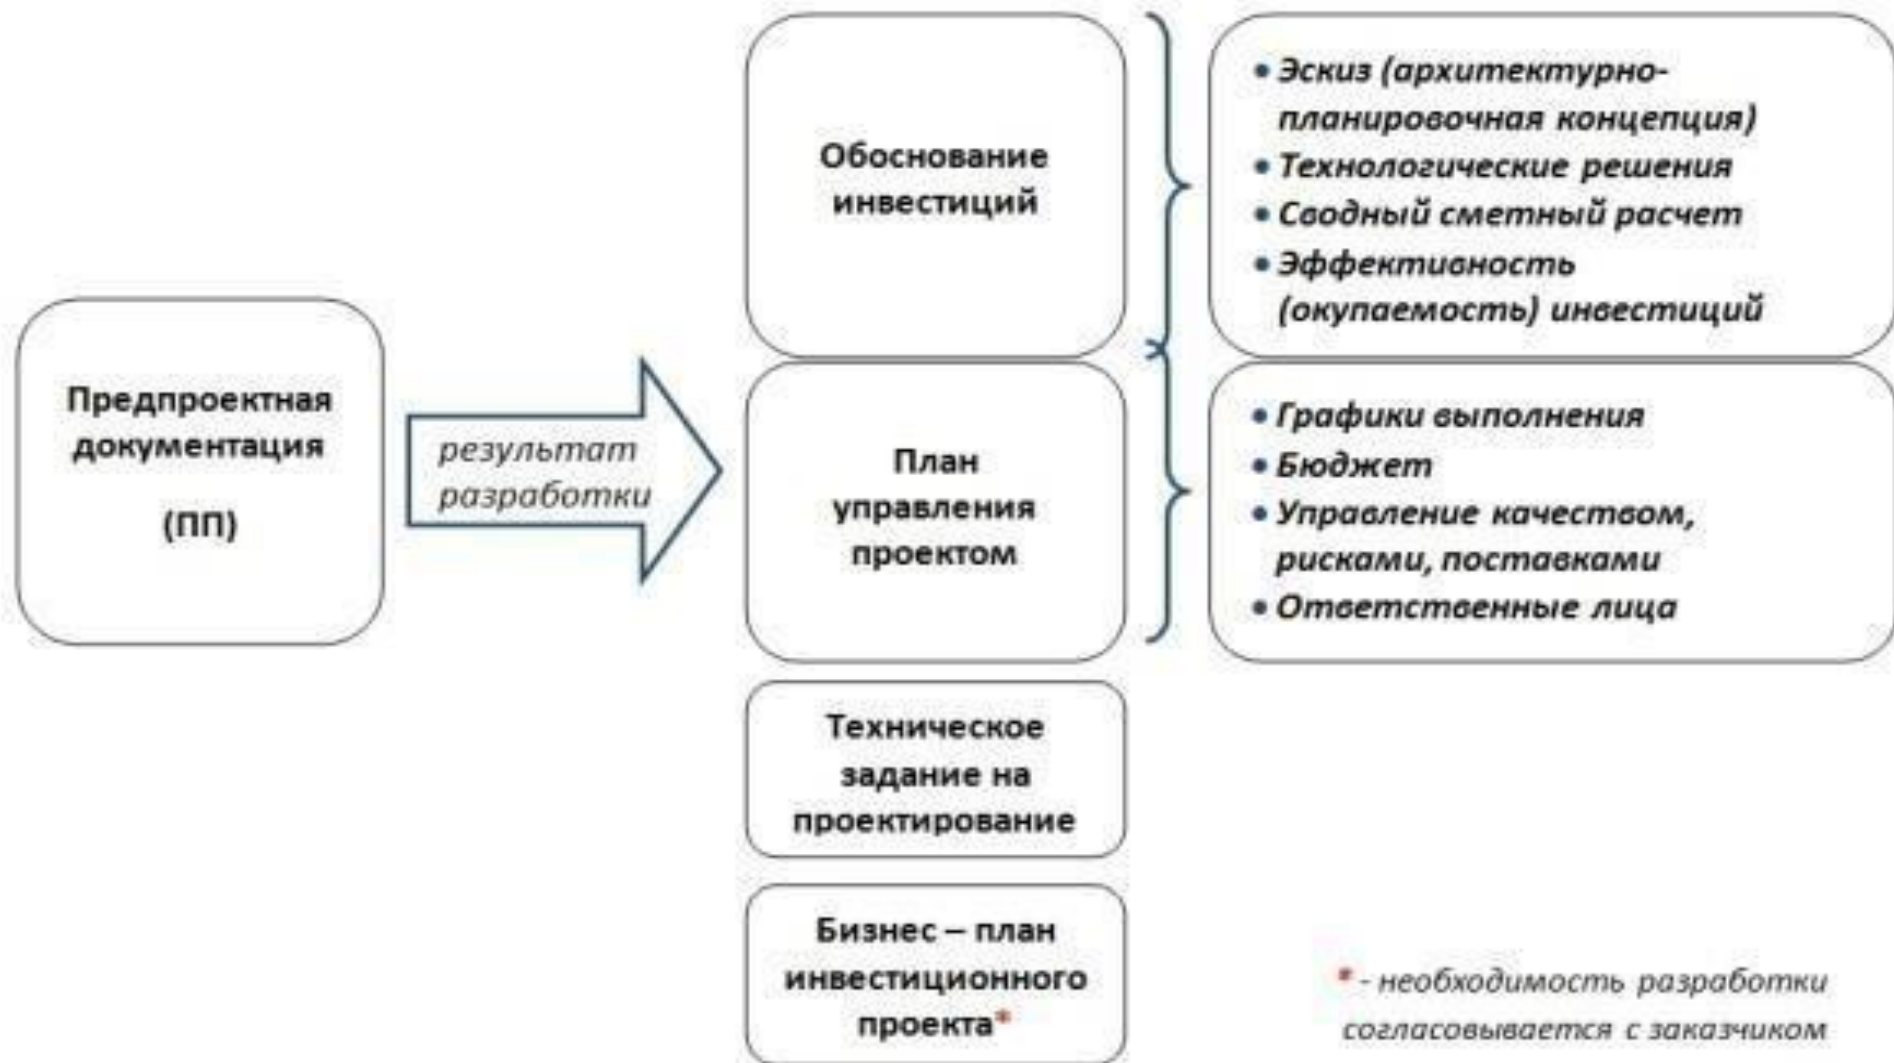 Предпроектная
документация
(ПП)
результат
разработки
Обоснование
инвестиций
• Эскиз (архитектурно-
планировочная концепция)
• Технологические решения
• Сводный сметный расчет
• Эффективность
(окупаемость) инвестиций
План
управления
проектом
• Графики выполнения
• Бюджет
• Управление качеством,
рисками, поставками
• Ответственные лица
Техническое
задание на
проектирование
Бизнес – план
инвестиционного
проекта*
* - необходимость разработки
согласовывается с заказчиком